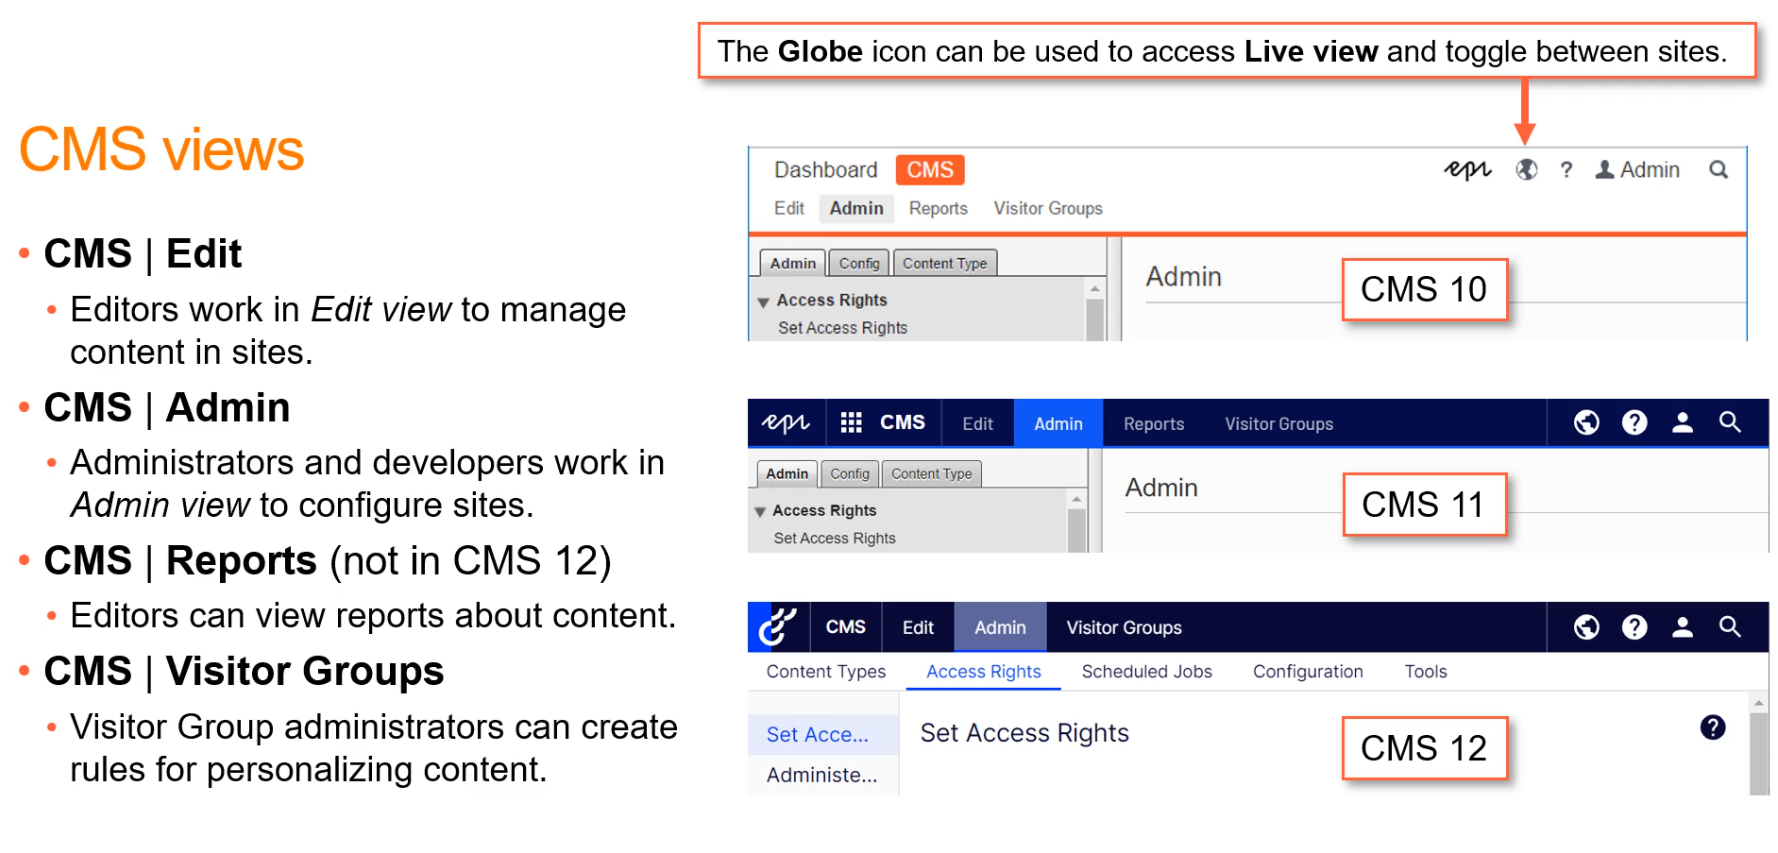 The Globe icon can be used to access Live view and toggle between sites.
CMS views
• CMS | Edit
• Editors work in Edit view to manage
content in sites.
• CMS | Admin
• Administrators and developers work in
Admin view to configure sites.
• CMS | Reports (not in CMS 12)
• Editors can view reports about content.
• CMS | Visitor Groups
• Visitor Group administrators can create
rules for personalizing content.
Dashboard CMS epi ? Admin
Edit Admin Reports Visitor Groups
Admin Config Content Type
Admin
Access Rights
Set Access Rights
CMS 10
epi CMS Edit Admin Reports Visitor Groups ?
Admin Config Content Type
Admin
Access Rights
Set Access Rights
CMS 11
CMS Edit Admin Visitor Groups ?
Content Types Access Rights Scheduled Jobs Configuration Tools
Set Acce... Set Access Rights ?
Administe...
CMS 12